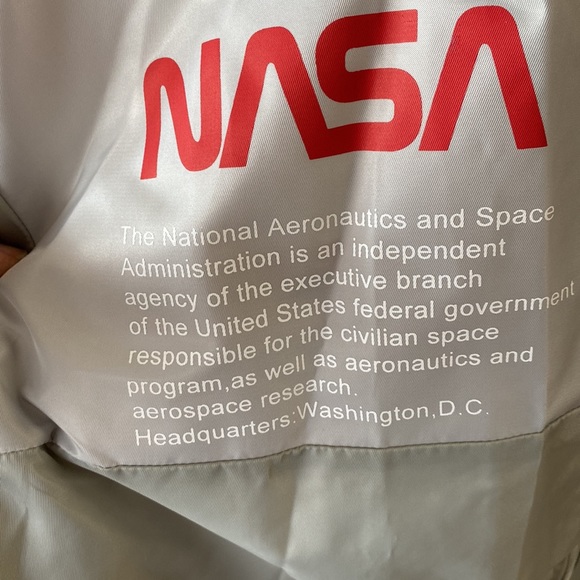 NASA
The National Aeronautics and Space
Administration is an independent
agency of the executive branch
of the United States federal government
responsible for the civilian space
program,as well as aeronautics and
aerospace research.
Headquarters:Washington,D.C.